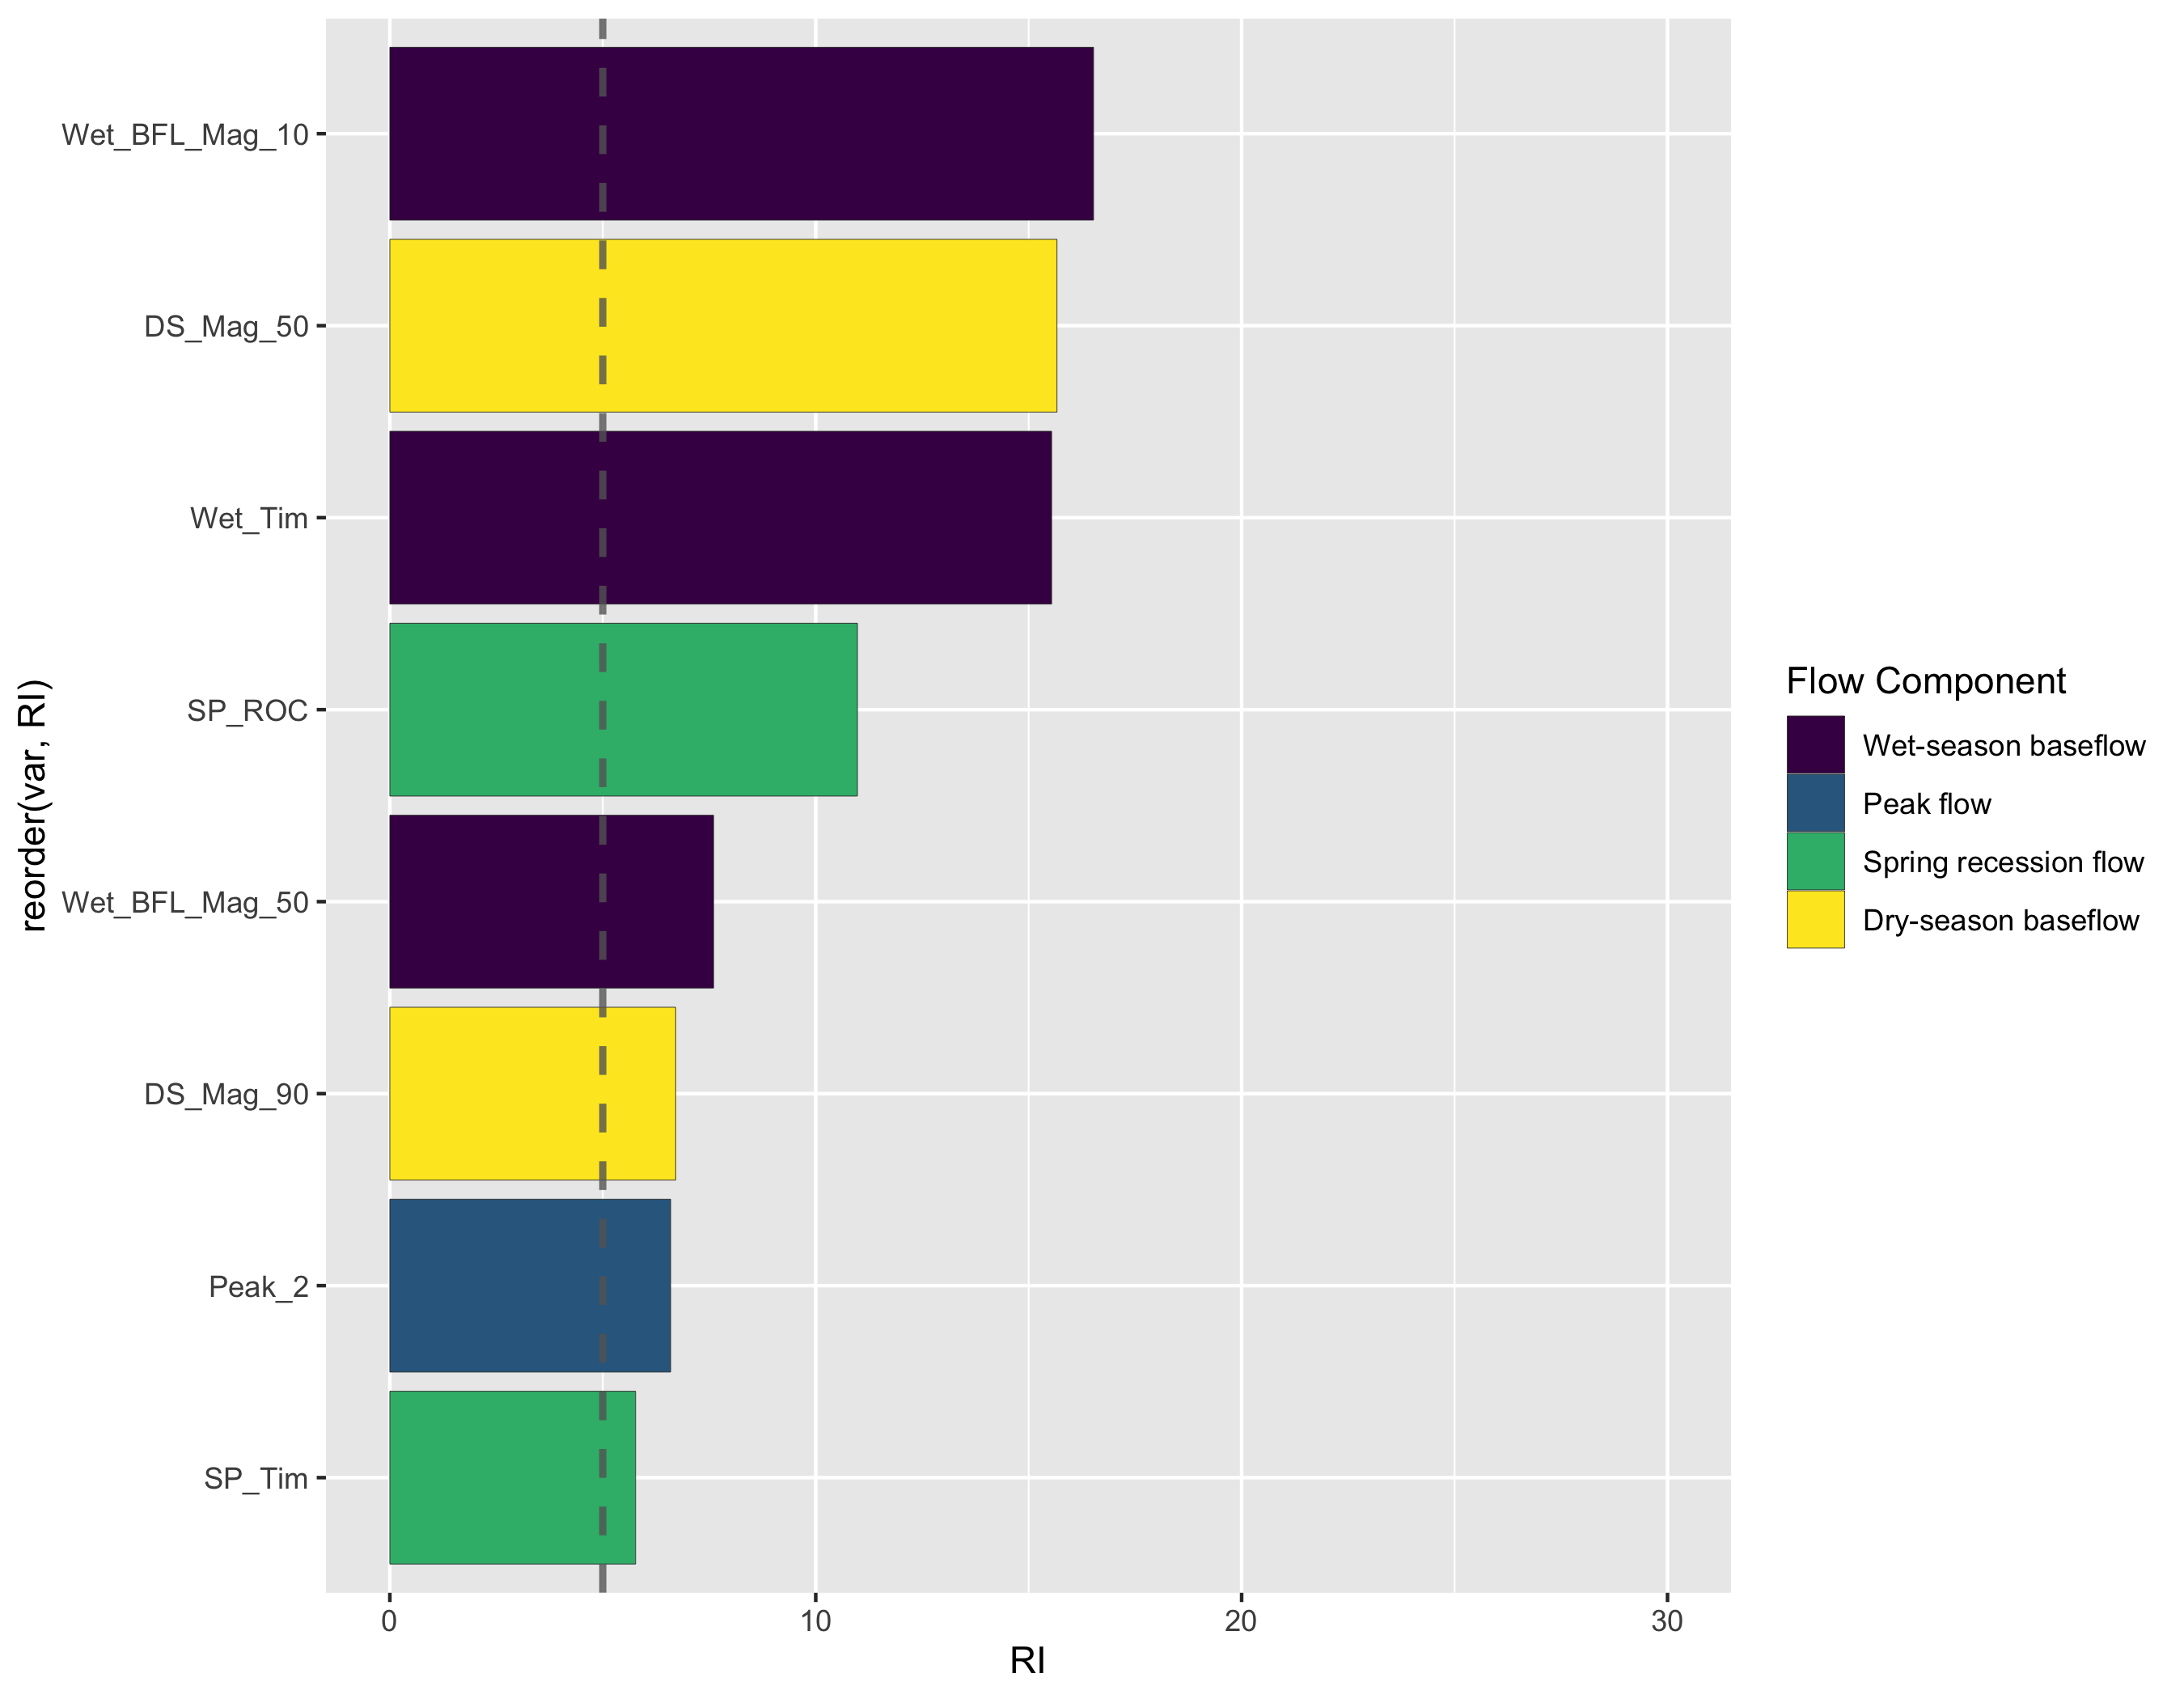 reorder(var, RI)
Wet_BFL_Mag_10
DS_Mag_50
Wet_Tim
SP_ROC
Wet_BFL_Mag_50
DS_Mag_90
Peak_2
SP_Tim
0
10
20
30
RI
Flow Component
Wet-season baseflow
Peak flow
Spring recession flow
Dry-season baseflow